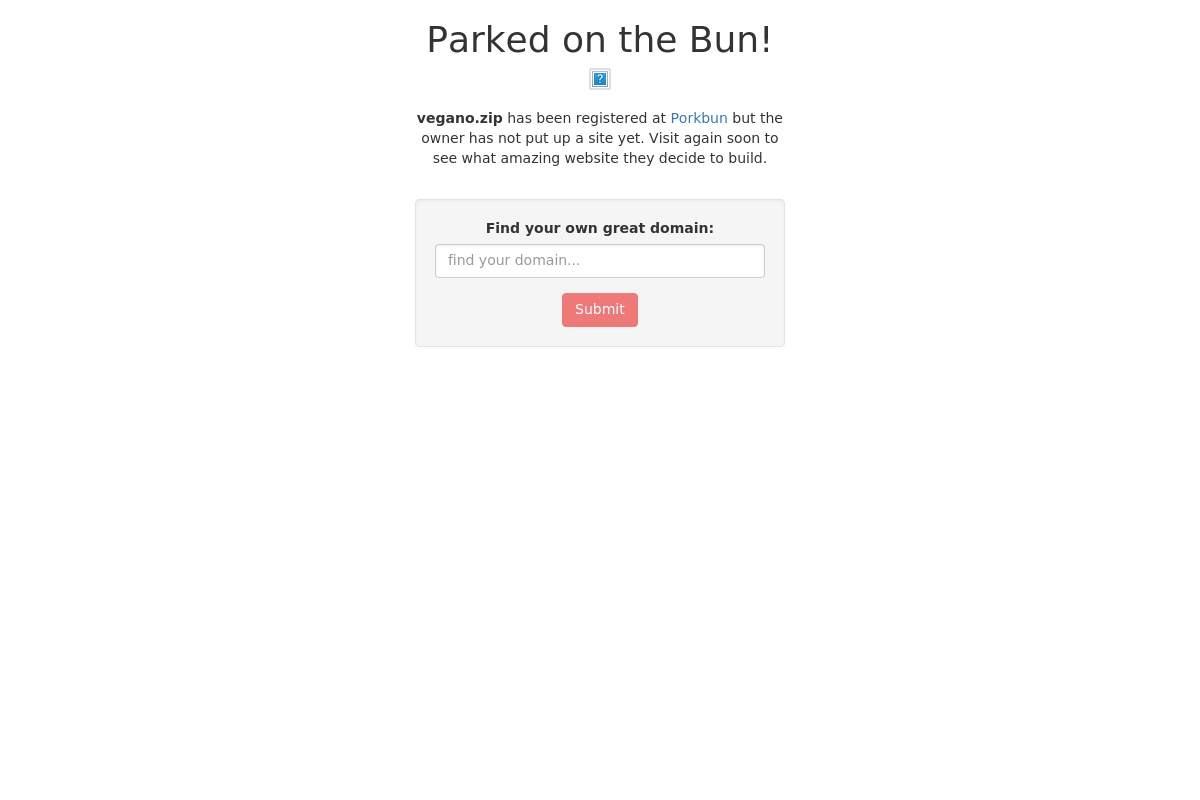 Parked on the Bun!
vegano.zip has been registered at Porkbun but the
owner has not put up a site yet. Visit again soon to
see what amazing website they decide to build.
Find your own great domain:
find your domain...
Submit